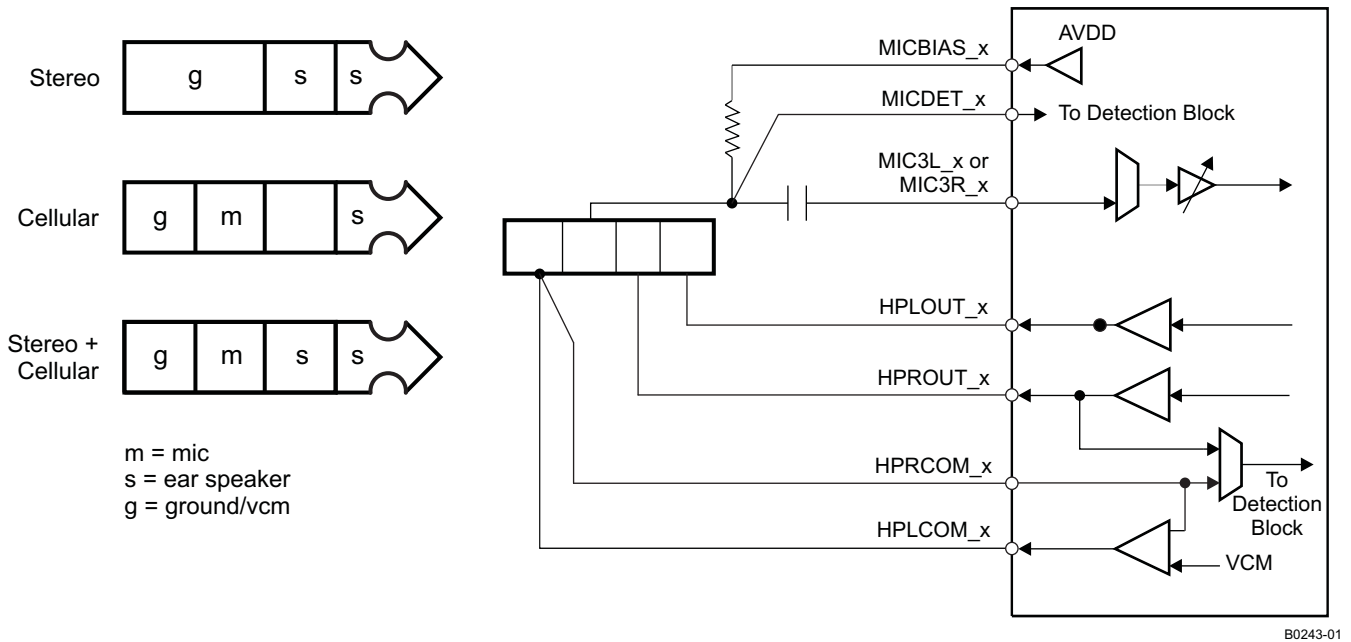 Stereo
g
s
s
Cellular
g
m
s
Stereo +
Cellular
g
m
s
s
m = mic
s = ear speaker
g = ground/vcm
MICBIAS_x
AVDD
MICDET_x
To Detection Block
MIC3L_x or
MIC3R_x
HPLOUT_x
HPROUT_x
HPRCOM_x
To
Detection
Block
HPLCOM_x
VCM
B0243-01